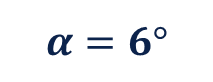 α = 6°